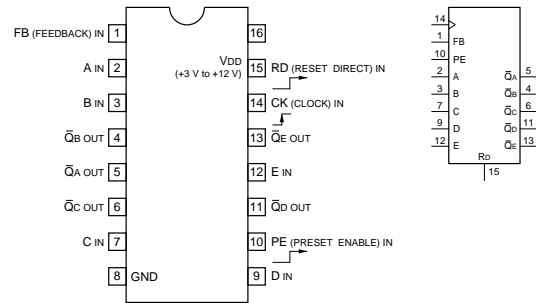 FB (FEEDBACK) IN 1
A IN 2
B IN 3
Q̅B OUT 4
Q̅A OUT 5
Q̅C OUT 6
C IN 7
8 GND
16
VDD
(+3 V to +12 V)
15 RD (RESET DIRECT) IN
14 CK (CLOCK) IN
13 Q̅E OUT
12 E IN
11 Q̅D OUT
10 PE (PRESET ENABLE) IN
9 D IN
14
1 FB
10 PE
2 A Q̅A 5
3 B Q̅B 4
7 C Q̅C 6
9 D Q̅D 11
12 E Q̅E 13
RD
15